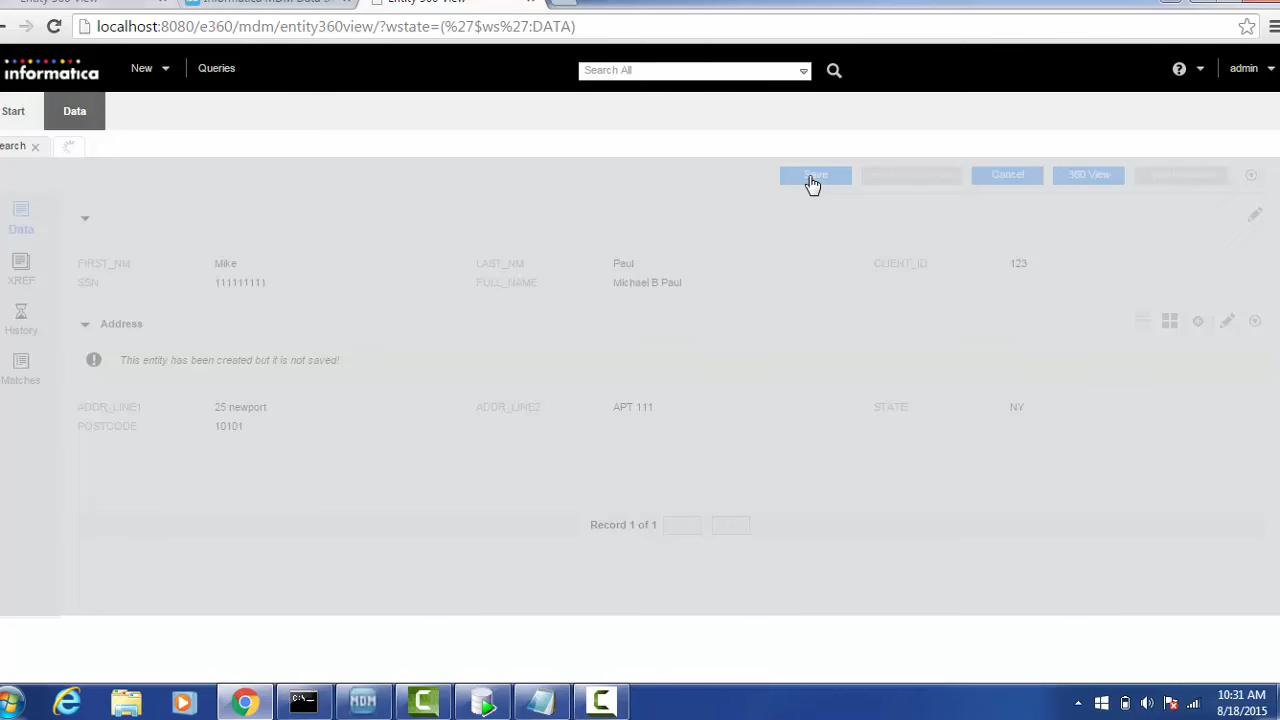 Entity 360 View
Informatica MDM Data
Entity 360 View
localhost:8080/e360/mdm/entity360view/?wstate=(%27$ws%27:DATA)
informatica
New
Queries
Search All
admin
Start
Data
earch
Save
Cancel
360 View
Data
XREF
History
Matches
FIRST_NM Mike LAST_NM Paul CLIENT_ID 123
SSN 111111111 FULL_NAME Michael B Paul
Address
This entity has been created but it is not saved!
ADDR_LINE1 25 newport ADDR_LINE2 APT 111 STATE NY
POSTCODE 10101
Record 1 of 1
C:\
MDM
10:31 AM
8/18/2015